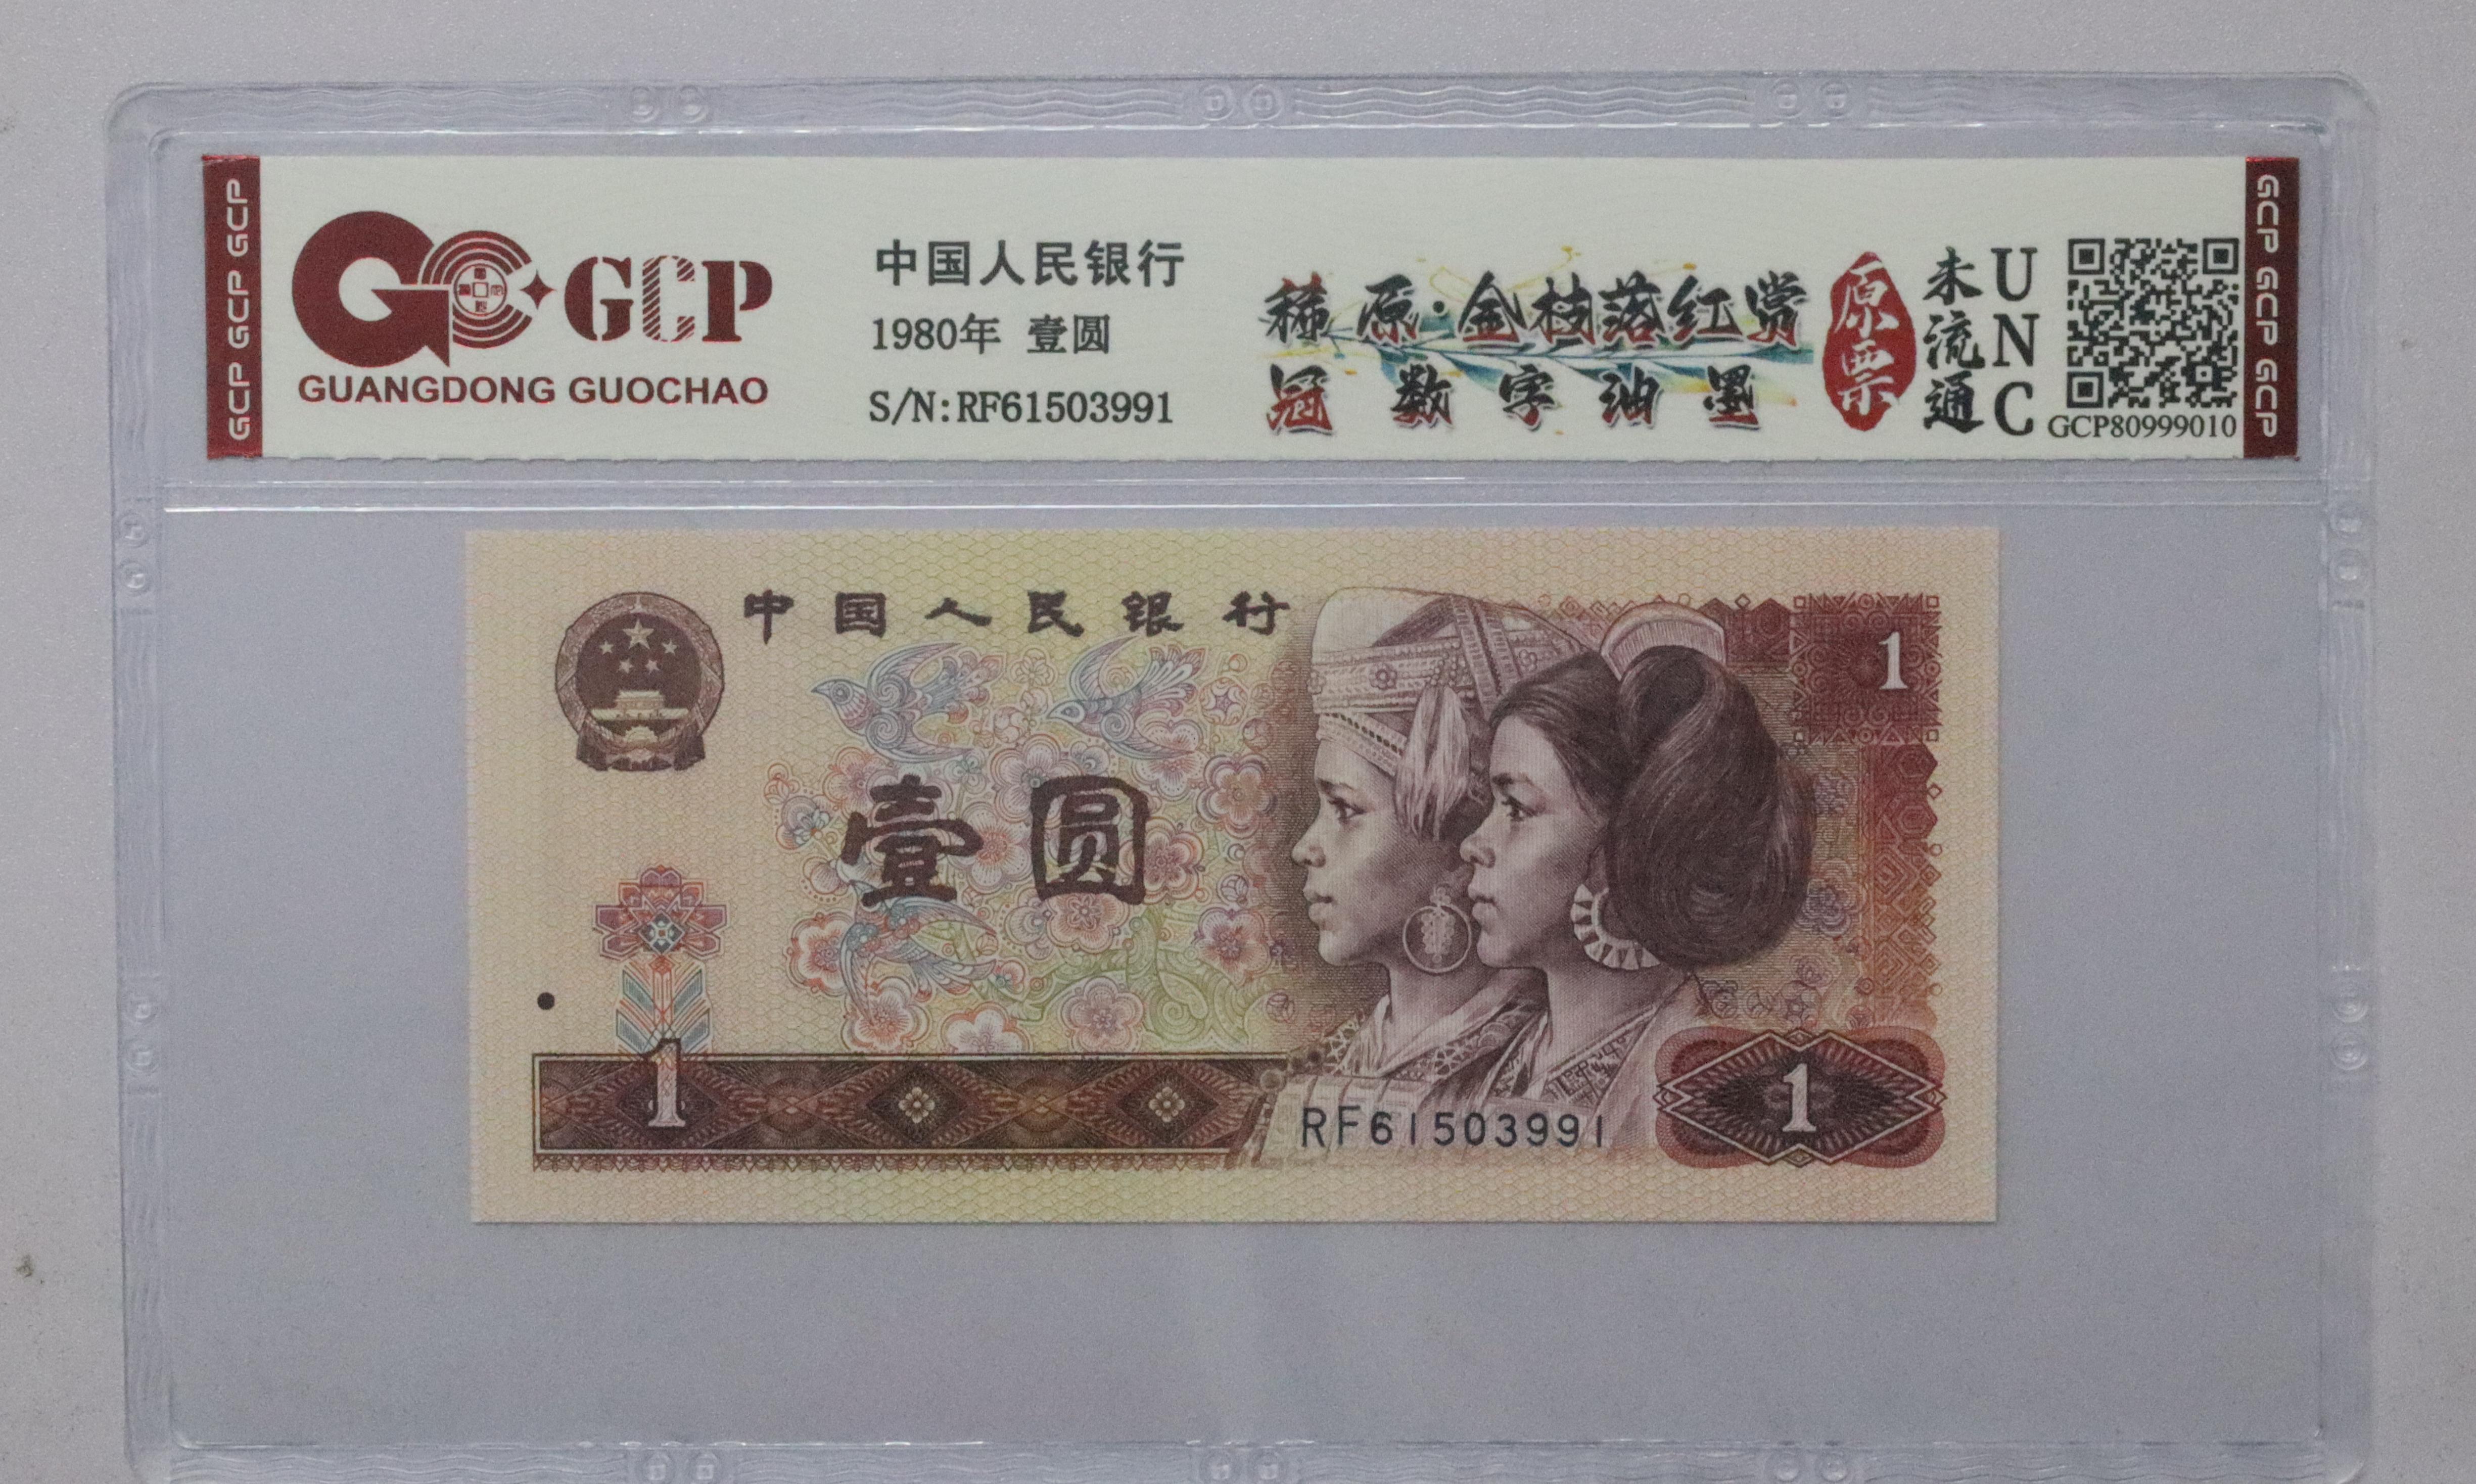 GCP GCP GCP
GCP
GUANGDONG GUOCHAO
中国人民银行
1980年 壹圆
S/N:RF61503991
稀原·金枝落红赏
冠数字油墨
原票
未流通
UNC
GCP80999010
GCP GCP GCP
中国人民银行
1
壹圆
1
RF61503991
1